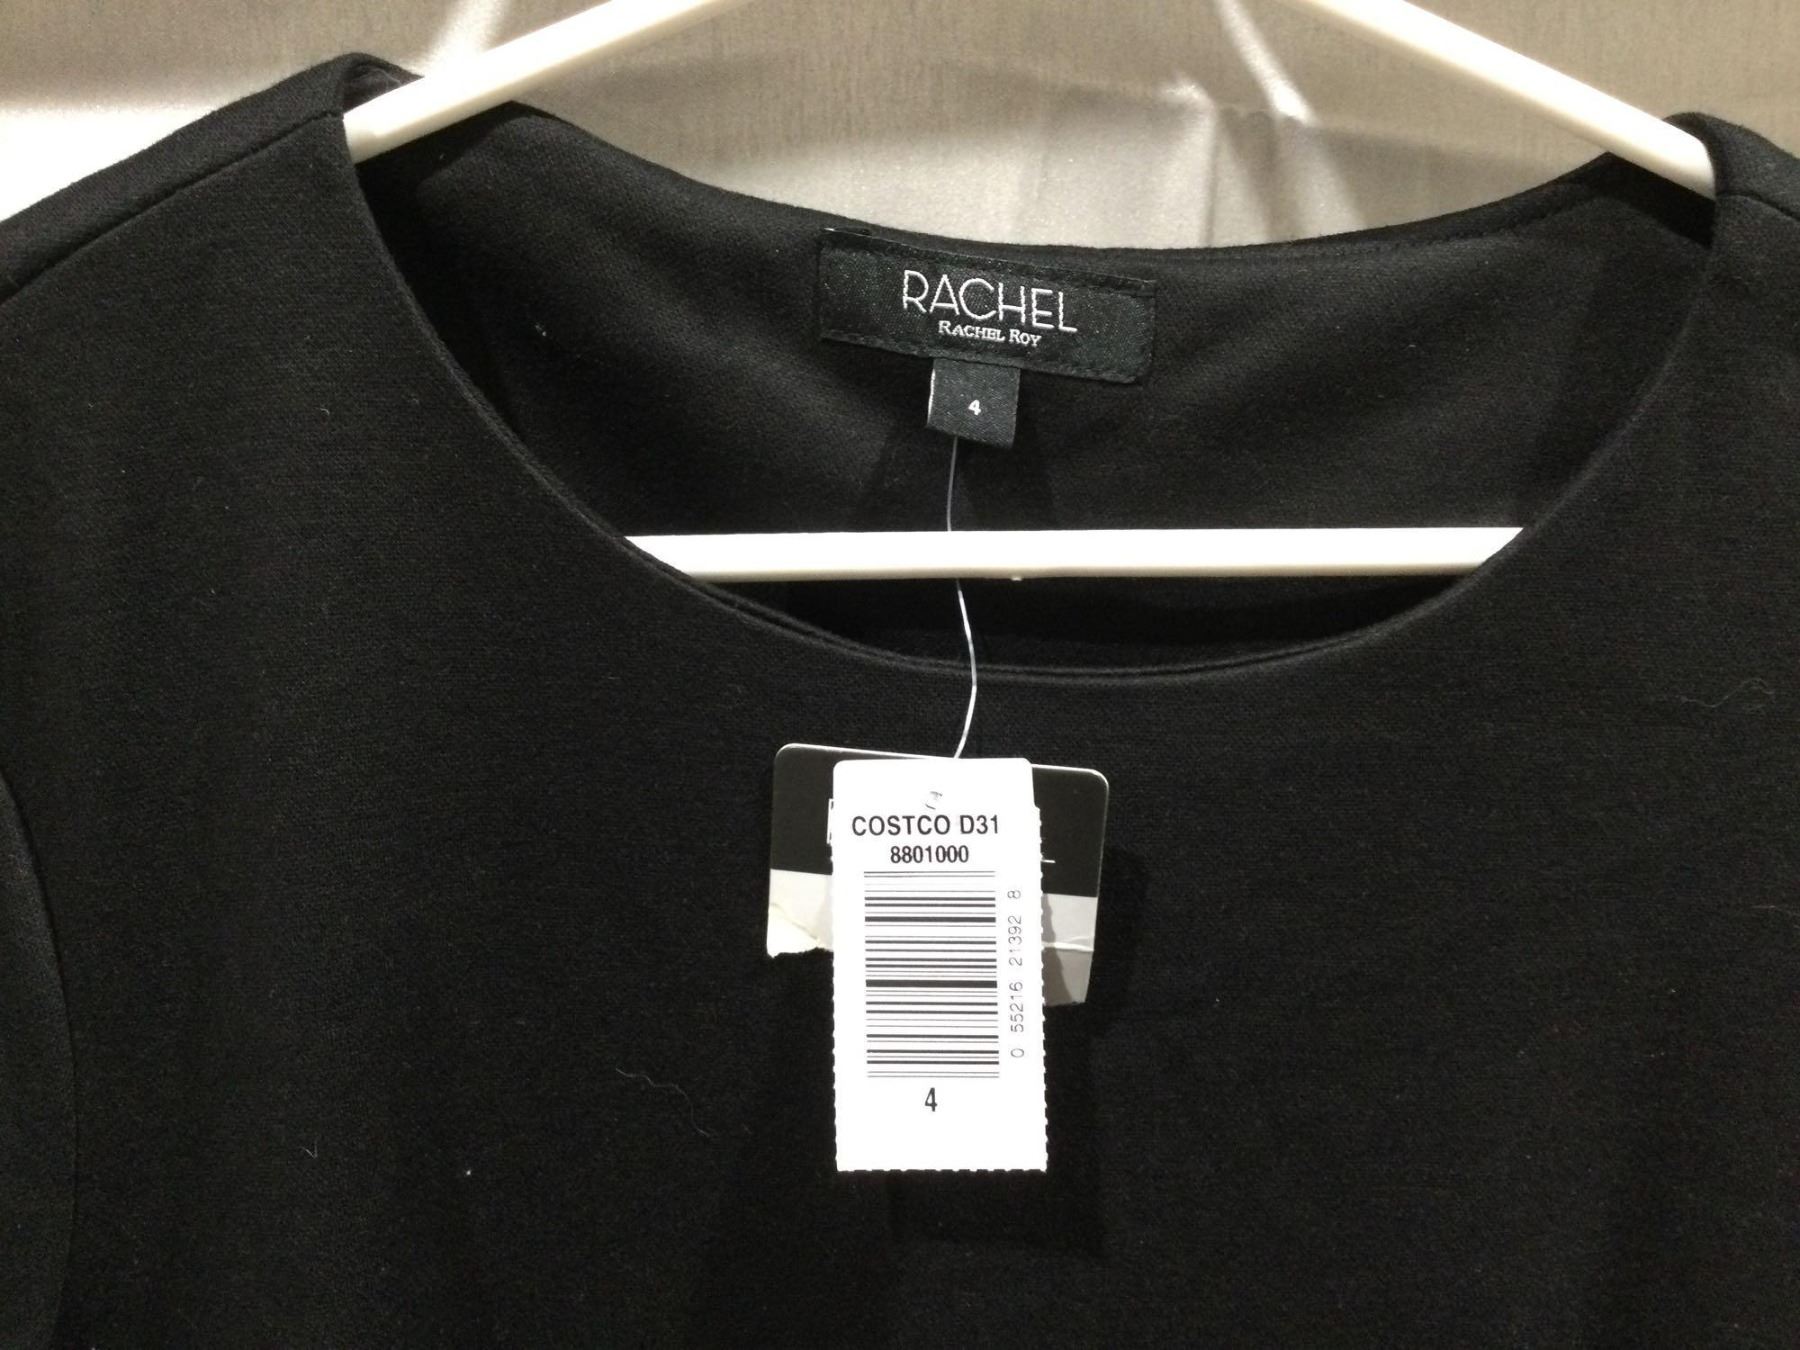 RACHEL
RACHEL ROY
4
COSTCO D31
8801000
0 55216 21392 8
4